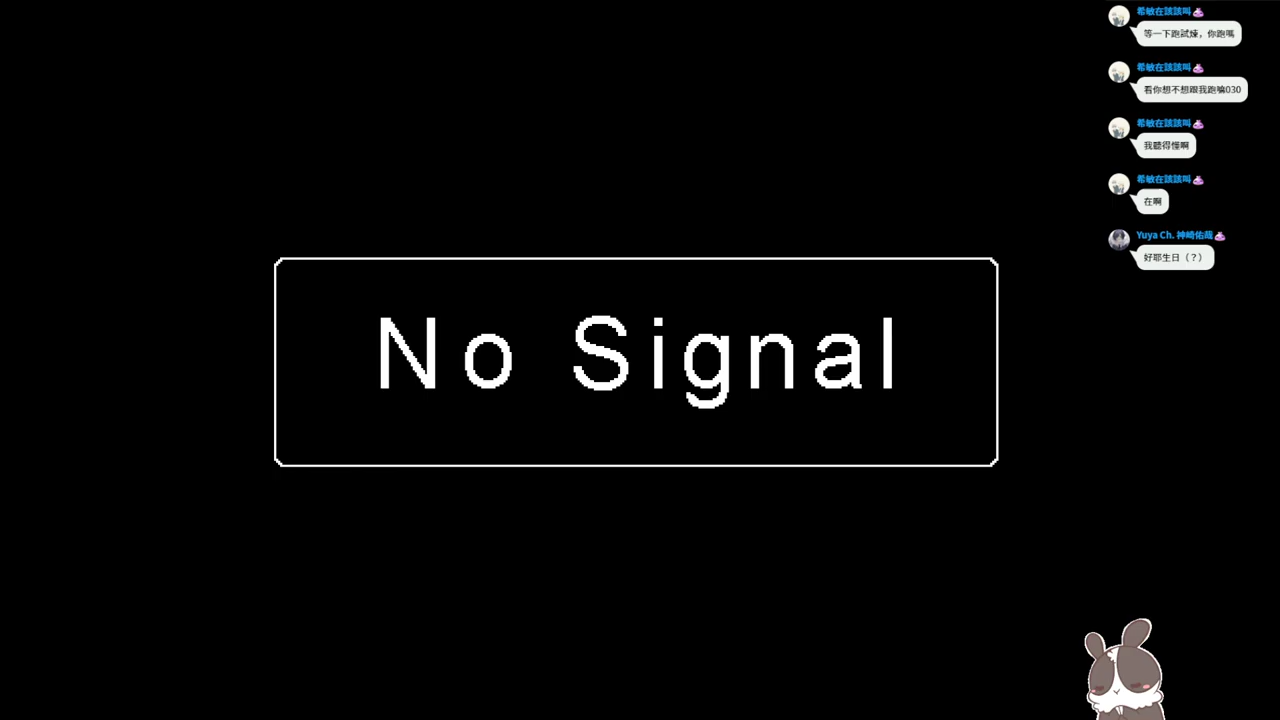 希敏在該該叫
等一下跑試煉，你跑嗎
希敏在該該叫
看你想不想跟我跑嘛030
希敏在該該叫
我聽得懂啊
希敏在該該叫
在啊
Yuya Ch. 神崎佑哉
好耶生日（？）
No Signal